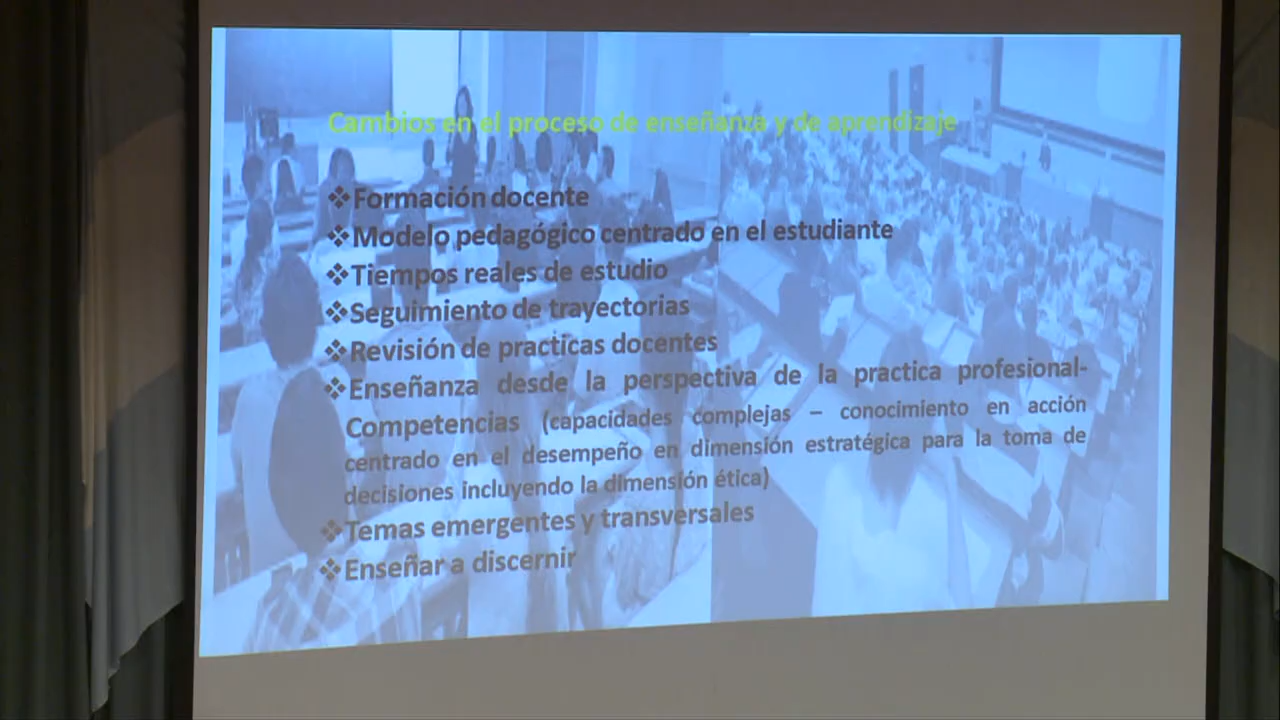 Cambios en el proceso de enseñanza y de aprendizaje
❖Formación docente
❖Modelo pedagógico centrado en el estudiante
❖Tiempos reales de estudio
❖Seguimiento de trayectorias
❖Revisión de practicas docentes
❖Enseñanza desde la perspectiva de la practica profesional-
Competencias (capacidades complejas – conocimiento en acción
centrado en el desempeño en dimensión estratégica para la toma de
decisiones incluyendo la dimensión ética)
❖Temas emergentes y transversales
❖Enseñar a discernir